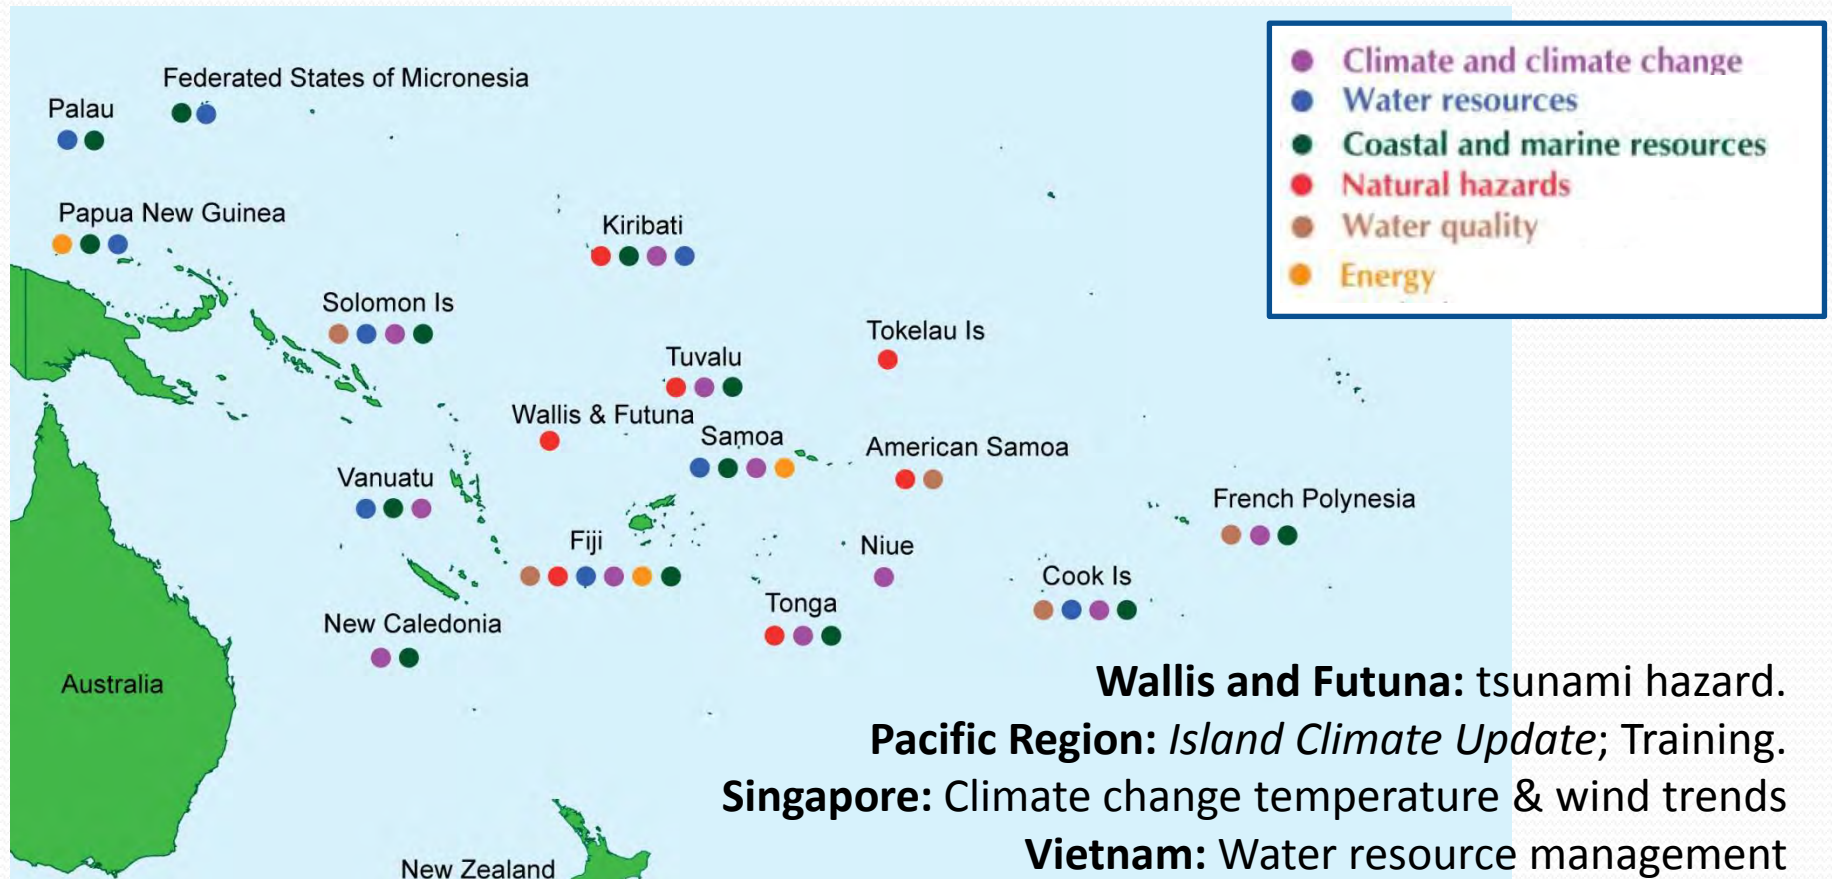 Federated States of Micronesia
Palau
Papua New Guinea
Kiribati
Solomon Is
Tokelau Is
Tuvalu
Wallis & Futuna
Samoa
American Samoa
Vanuatu
French Polynesia
Fiji
Niue
Cook Is
Tonga
New Caledonia
Australia
New Zealand
Climate and climate change
Water resources
Coastal and marine resources
Natural hazards
Water quality
Energy
Wallis and Futuna: tsunami hazard.
Pacific Region: Island Climate Update; Training.
Singapore: Climate change temperature & wind trends
Vietnam: Water resource management